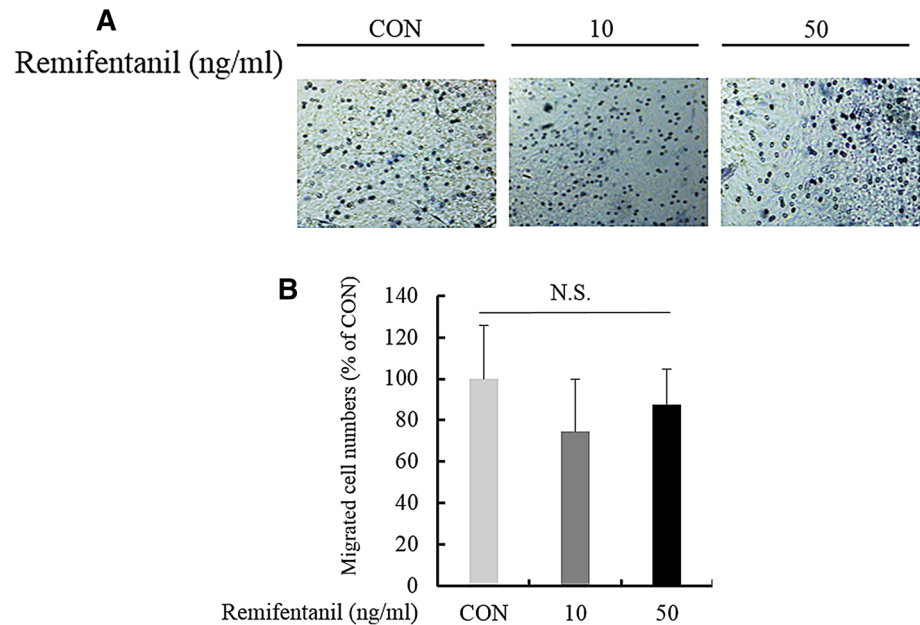 A
CON 10 50
Remifentanil (ng/ml)
B
Migrated cell numbers (% of CON)
140
120
100
80
60
40
20
0
N.S.
Remifentanil (ng/ml) CON 10 50